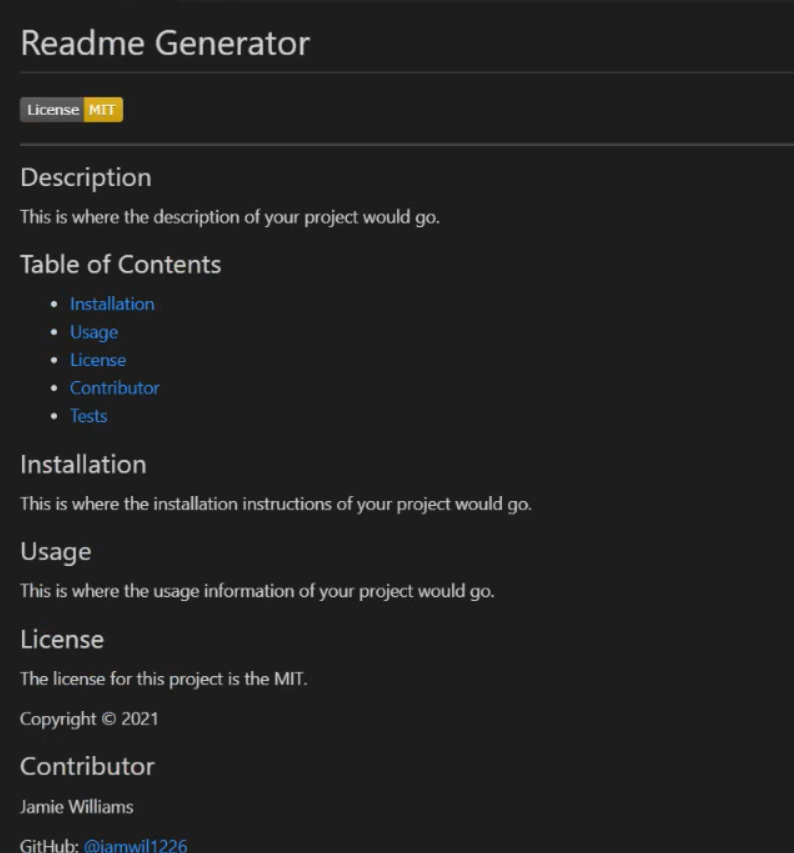 Readme Generator
License MIT
Description
This is where the description of your project would go.
Table of Contents
Installation
Usage
License
Contributor
Tests
Installation
This is where the installation instructions of your project would go.
Usage
This is where the usage information of your project would go.
License
The license for this project is the MIT.
Copyright © 2021
Contributor
Jamie Williams
GitHub: @jamwil1226